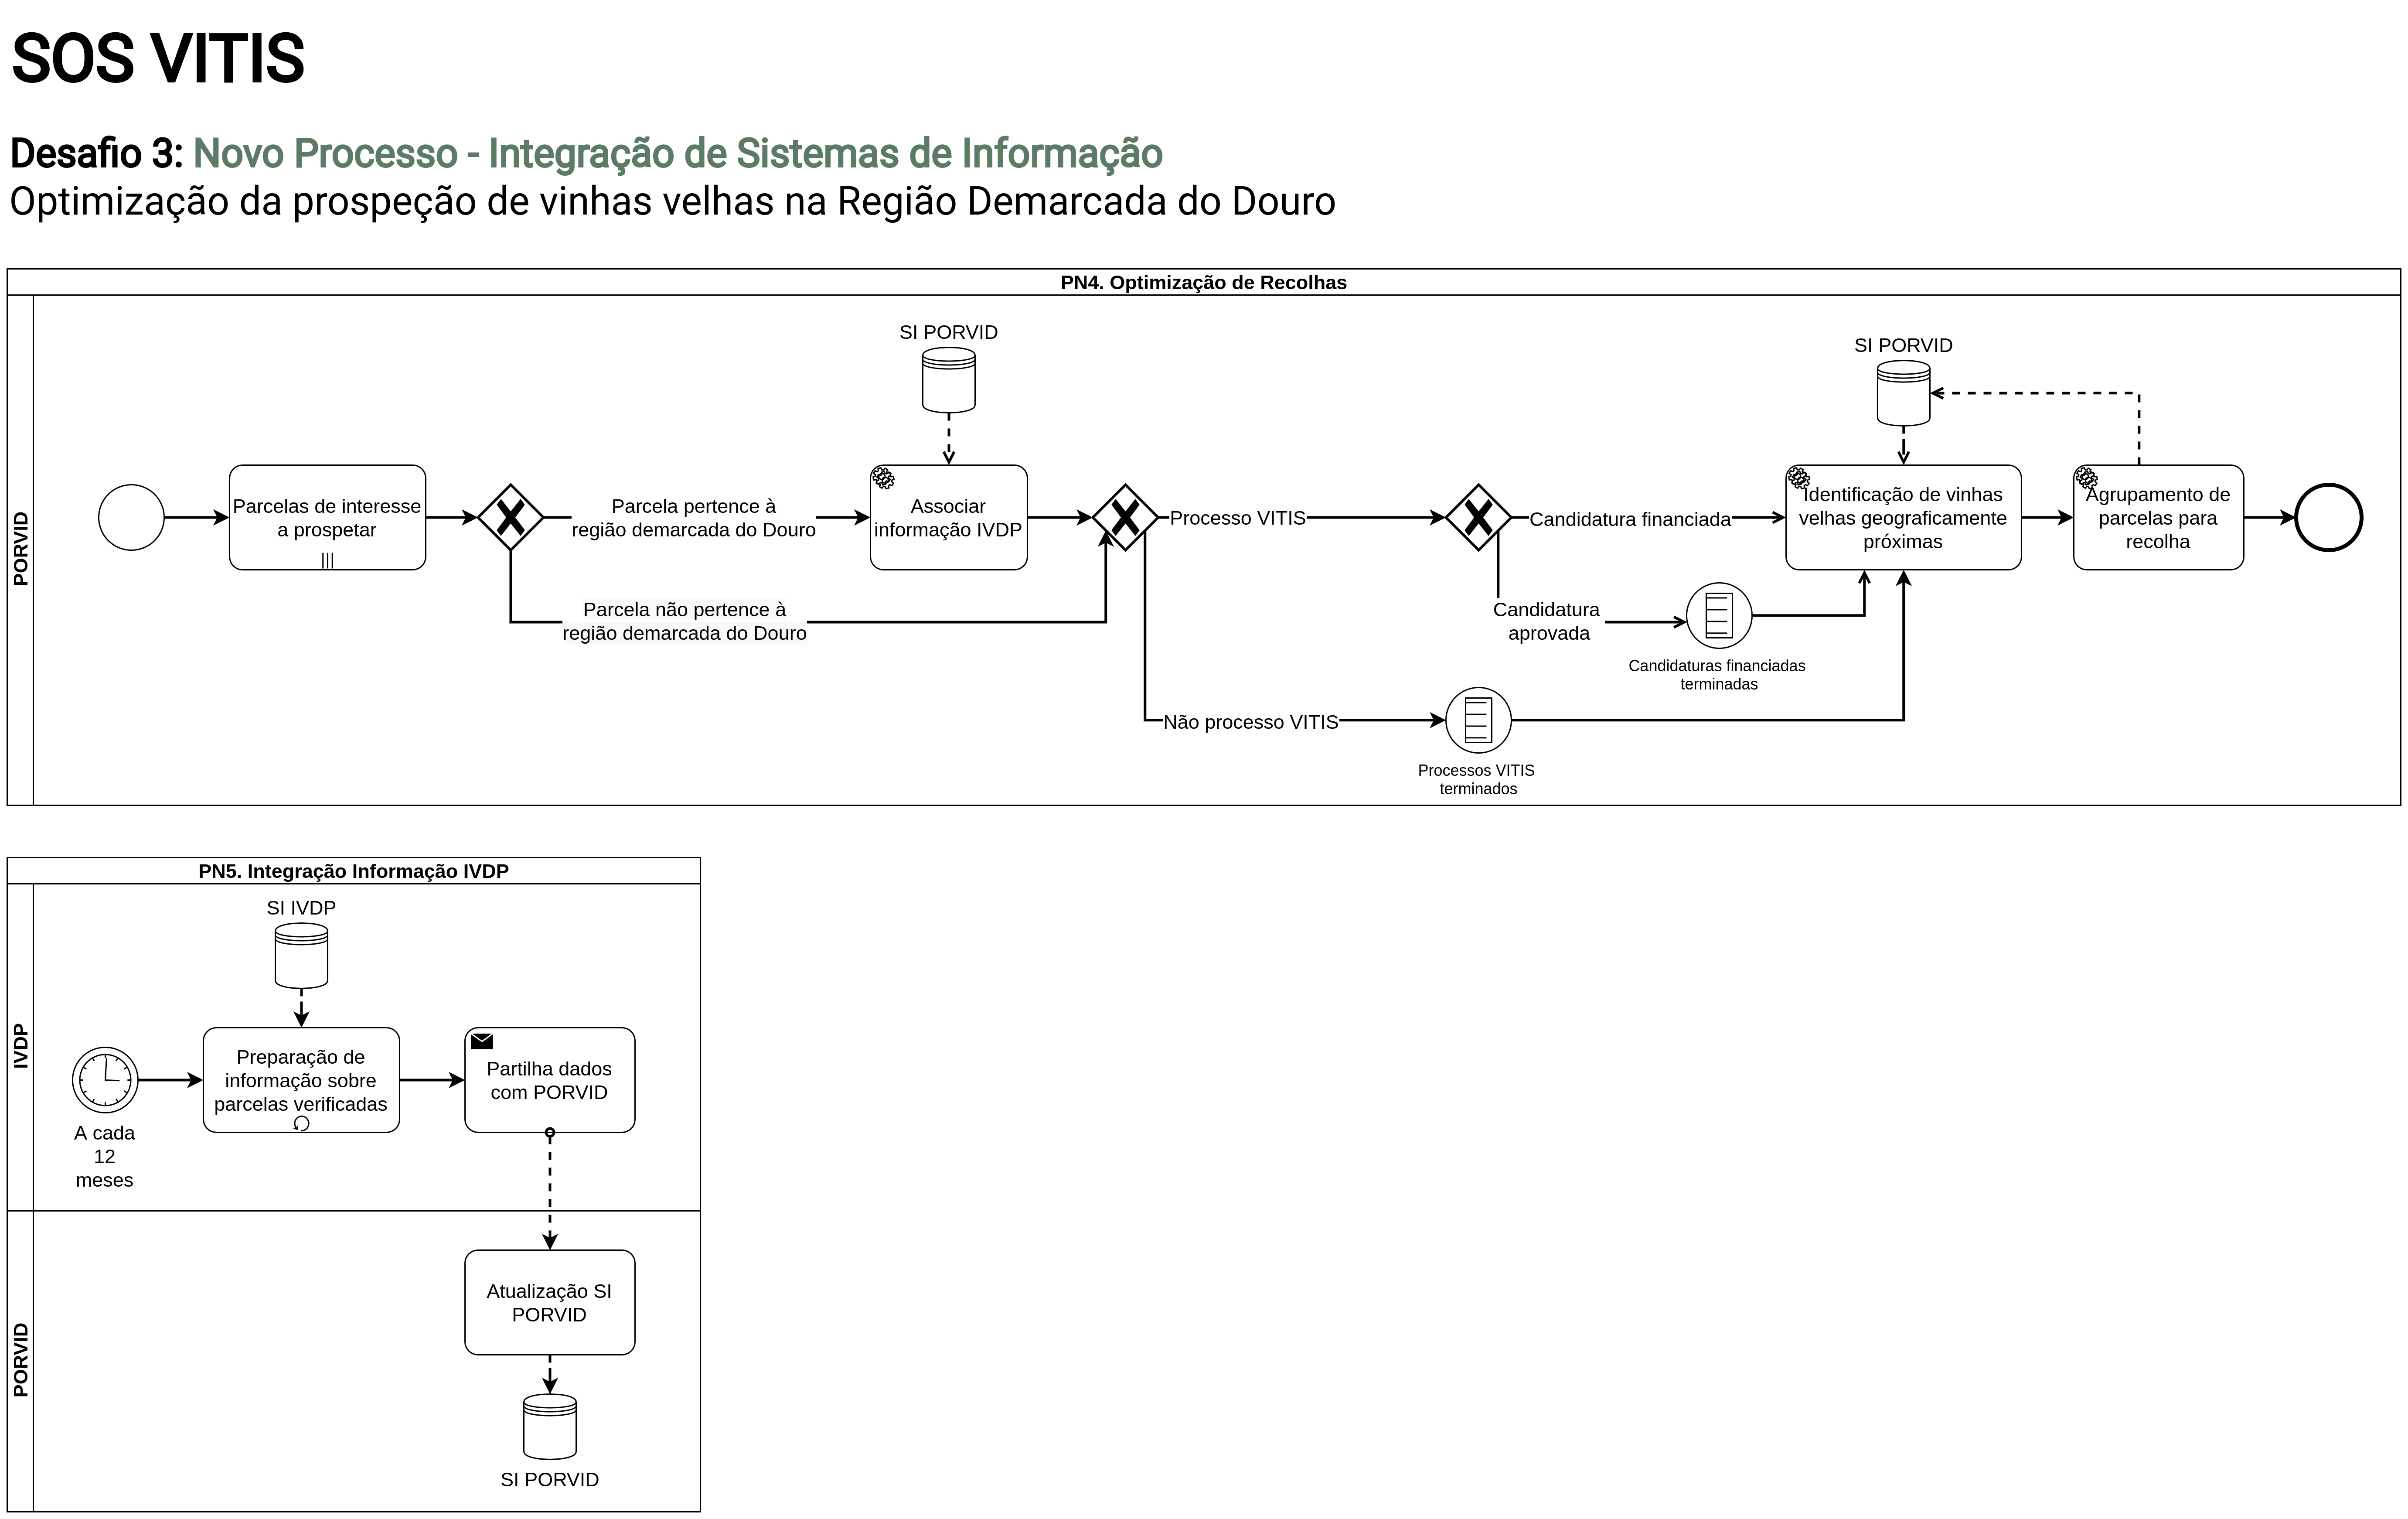 SOS VITIS
Desafio 3: Novo Processo - Integração de Sistemas de Informação
Optimização da prospeção de vinhas velhas na Região Demarcada do Douro
PN4. Optimização de Recolhas
PORVID
Parcelas de interesse
a prospetar
Parcela pertence à
região demarcada do Douro
Parcela não pertence à
região demarcada do Douro
SI PORVID
Associar
informação IVDP
Processo VITIS
Não processo VITIS
Processos VITIS
terminados
Candidatura financiada
Candidatura
aprovada
Candidaturas financiadas
terminadas
SI PORVID
Identificação de vinhas
velhas geograficamente
próximas
Agrupamento de
parcelas para
recolha
PN5. Integração Informação IVDP
IVDP
SI IVDP
A cada
12
meses
Preparação de
informação sobre
parcelas verificadas
Partilha dados
com PORVID
PORVID
Atualização SI
PORVID
SI PORVID